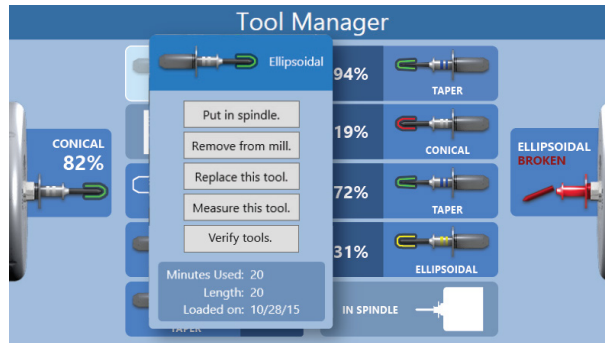 Tool Manager
Ellipsoidal
Put in spindle.
Remove from mill.
Replace this tool.
Measure this tool.
Verify tools.
Minutes Used: 20
Length: 20
Loaded on: 10/28/15
CONICAL
82%
94%
TAPER
19%
CONICAL
72%
TAPER
31%
ELLIPSOIDAL
TAPER
IN SPINDLE
ELLIPSOIDAL
BROKEN